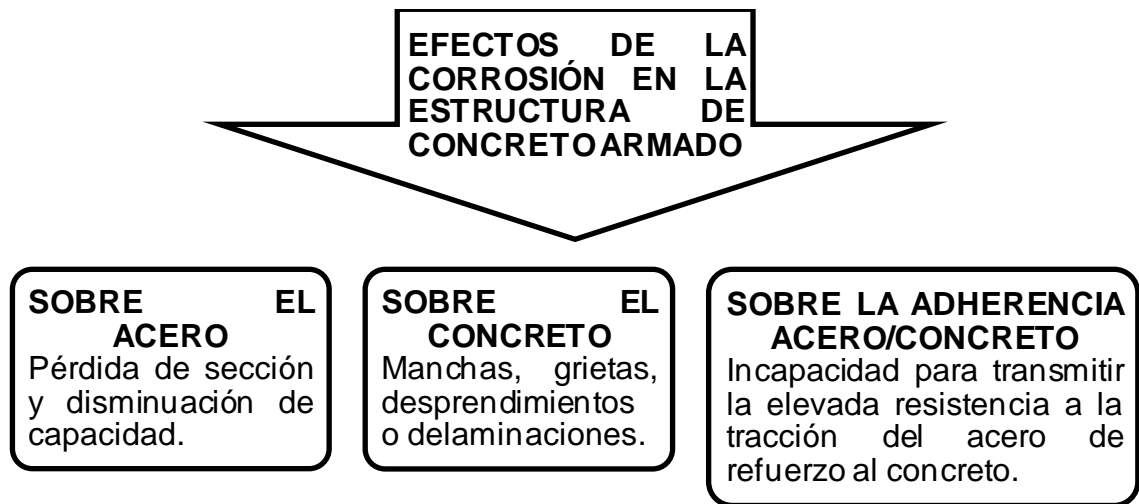 EFECTOS DE LA
CORROSIÓN EN LA
ESTRUCTURA DE
CONCRETO ARMADO
SOBRE EL
ACERO
Pérdida de sección
y disminuación de
capacidad.
SOBRE EL
CONCRETO
Manchas, grietas,
desprendimientos
o delaminaciones.
SOBRE LA ADHERENCIA
ACERO/CONCRETO
Incapacidad para transmitir
la elevada resistencia a la
tracción del acero de
refuerzo al concreto.